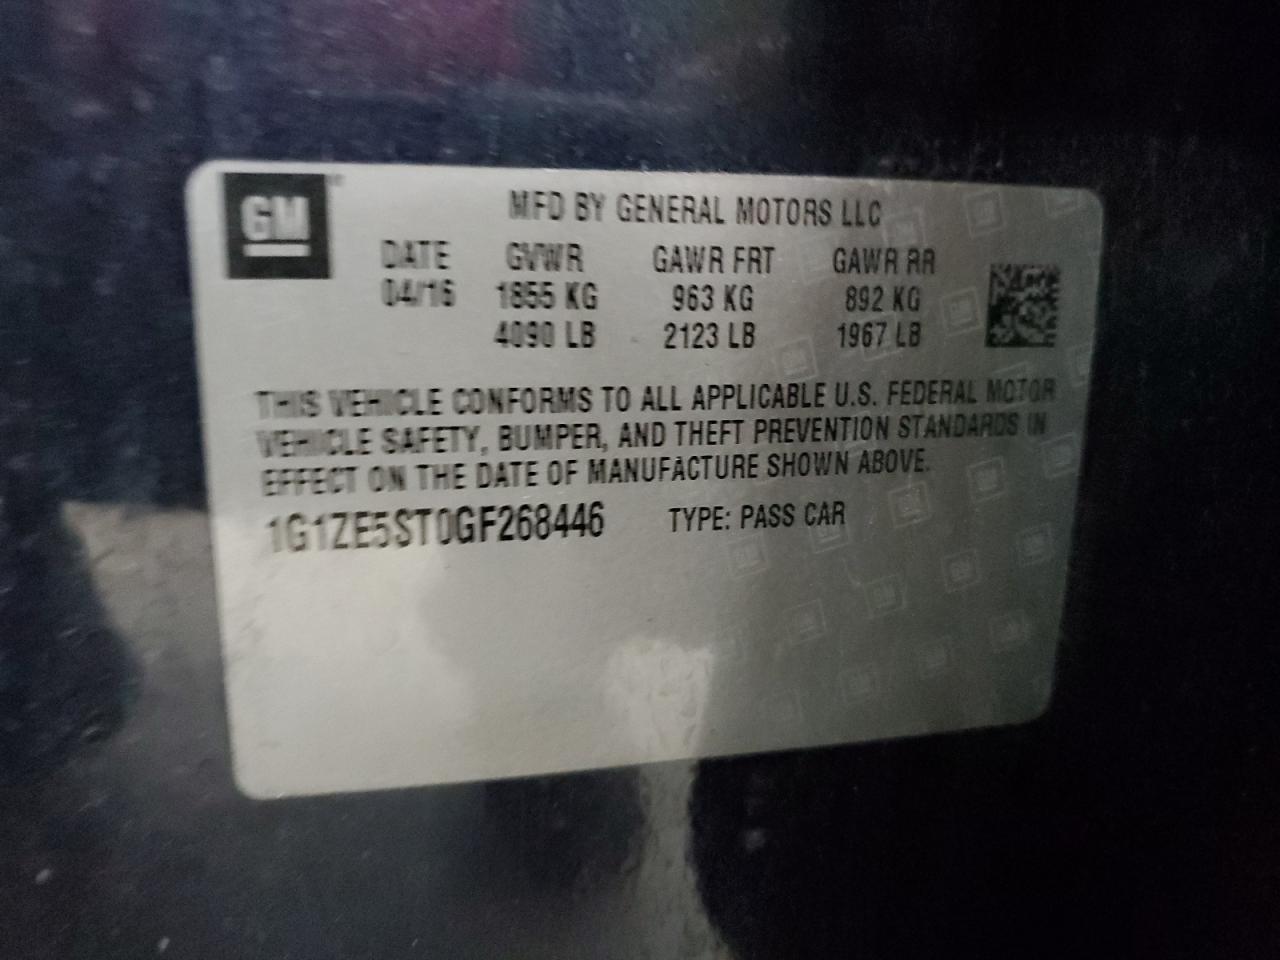 GM
MFD BY GENERAL MOTORS LLC
DATE GVWR GAWR FRT GAWR RR
04/16 1855 KG 963 KG 892 KG
4090 LB 2123 LB 1967 LB
THIS VEHICLE CONFORMS TO ALL APPLICABLE U.S. FEDERAL MOTOR
VEHICLE SAFETY, BUMPER, AND THEFT PREVENTION STANDARDS IN
EFFECT ON THE DATE OF MANUFACTURE SHOWN ABOVE.
1G1ZE5ST0GF268446 TYPE: PASS CAR